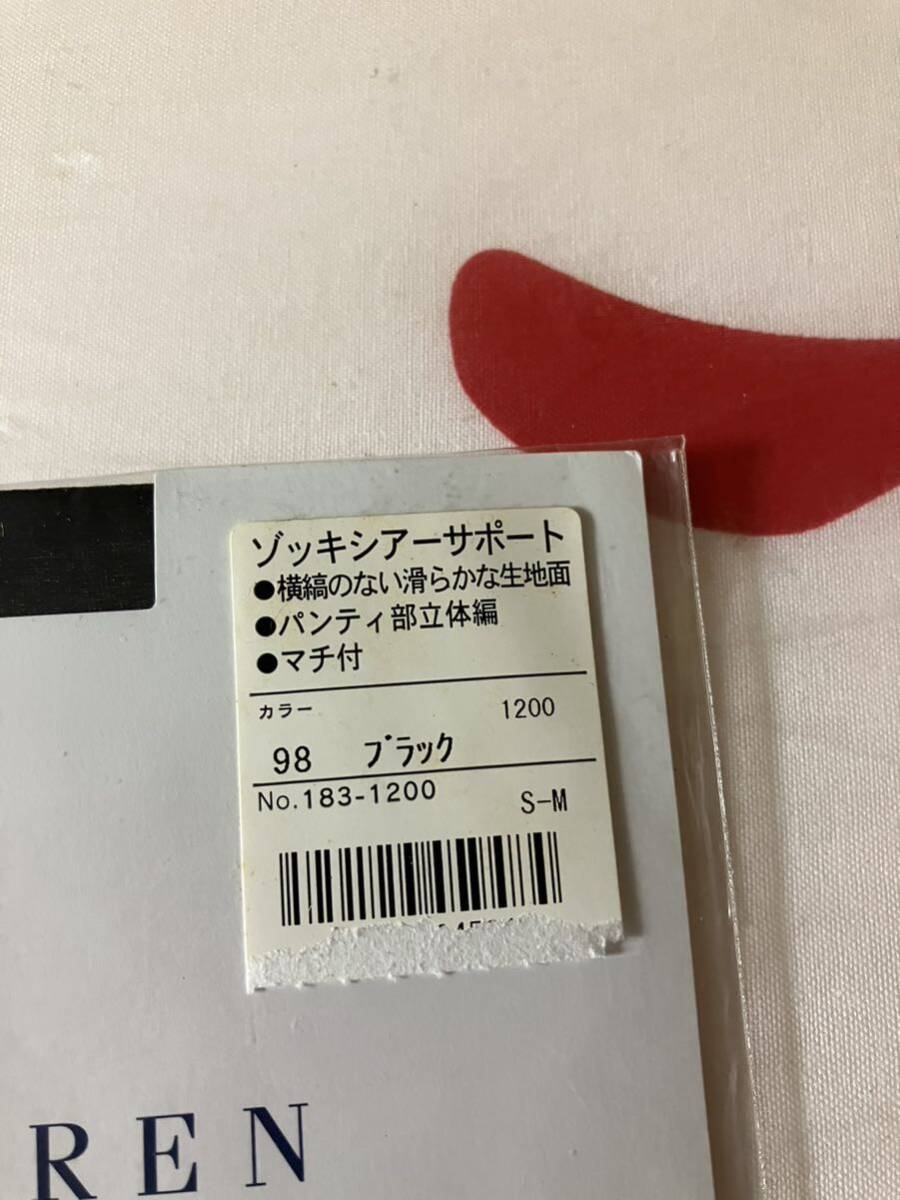 ゾッキシアーサポート
●横縞のない滑らかな生地面
●パンティ部立体編
●マチ付
カラー 1200
98 ブラック
No.183-1200 S-M
REN